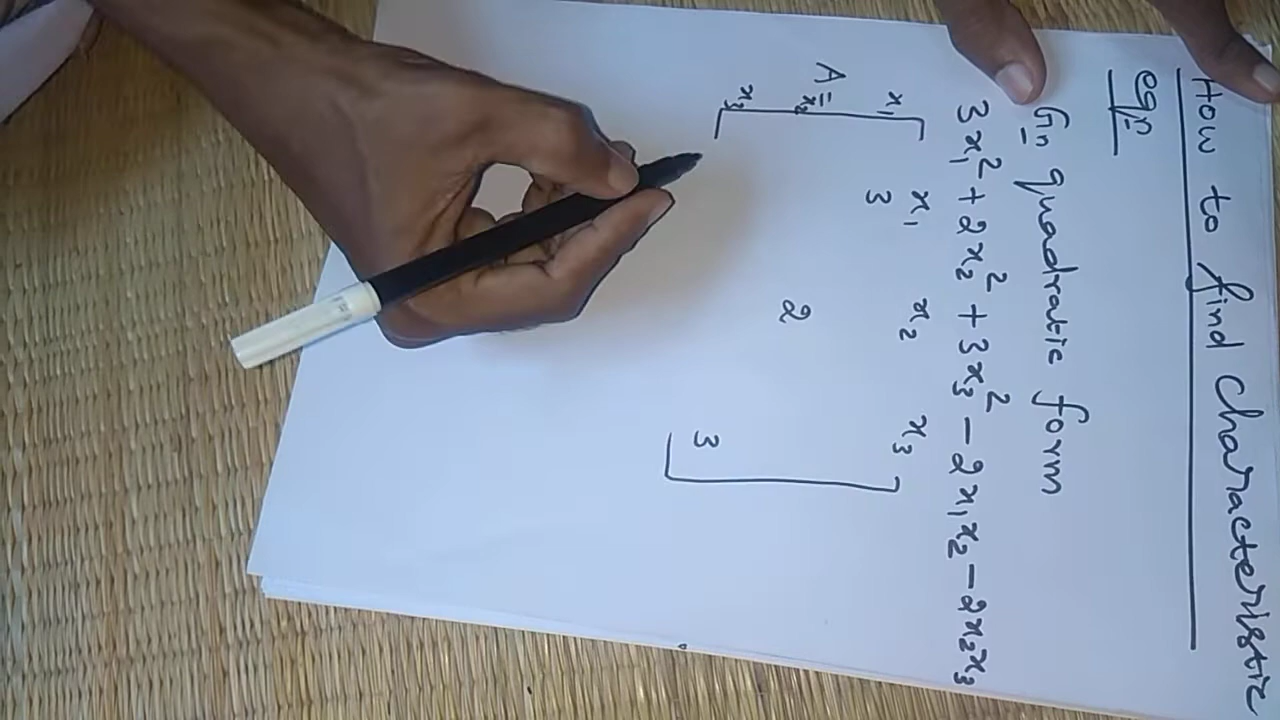 How to find characteristic
eqn
Gn quadratic form
3x₁² + 2x₂² + 3x₃² - 2x₁x₂ - 2x₂x₃
x₁ x₂ x₃
x₁ 3
A = x₂ 2
x₃ 3